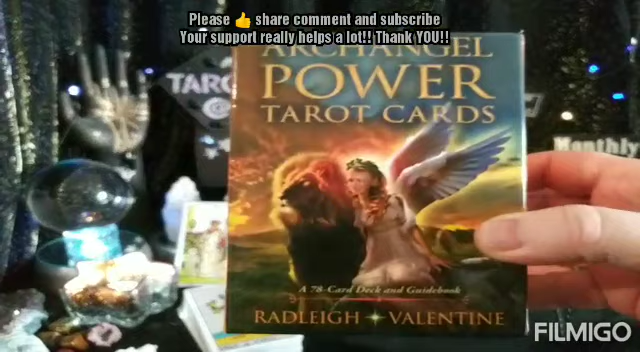 Please 👍 share comment and subscribe
Your support really helps a lot!! Thank YOU!!
ARCHANGEL
POWER
TAROT CARDS
TARO
@
Monthly
A 78-Card Deck and Guidebook
RADLEIGH ✦ VALENTINE
FILMIGO